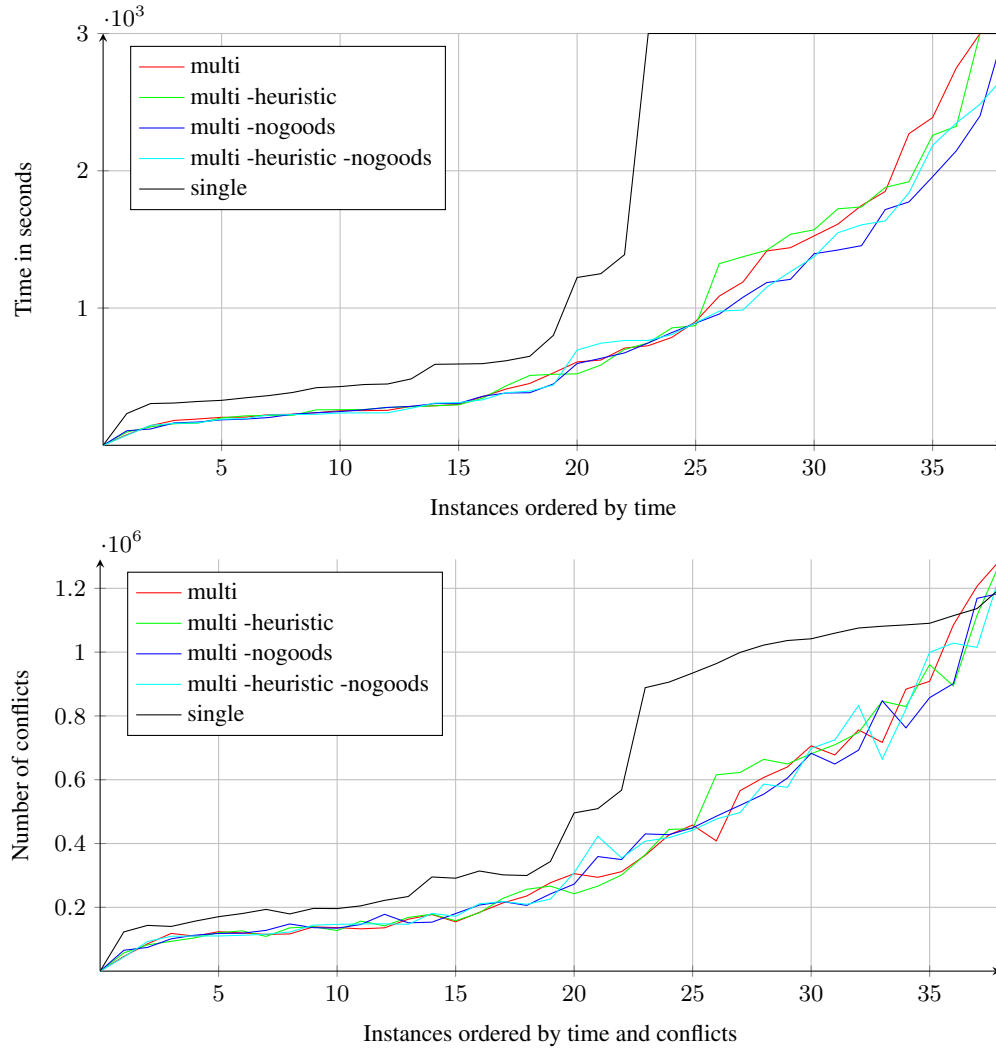 ·10³
3
2
1
Time in seconds
multi
multi -heuristic
multi -nogoods
multi -heuristic -nogoods
single
5 10 15 20 25 30 35
Instances ordered by time
·10⁶
1.2
1
0.8
0.6
0.4
0.2
Number of conflicts
multi
multi -heuristic
multi -nogoods
multi -heuristic -nogoods
single
5 10 15 20 25 30 35
Instances ordered by time and conflicts